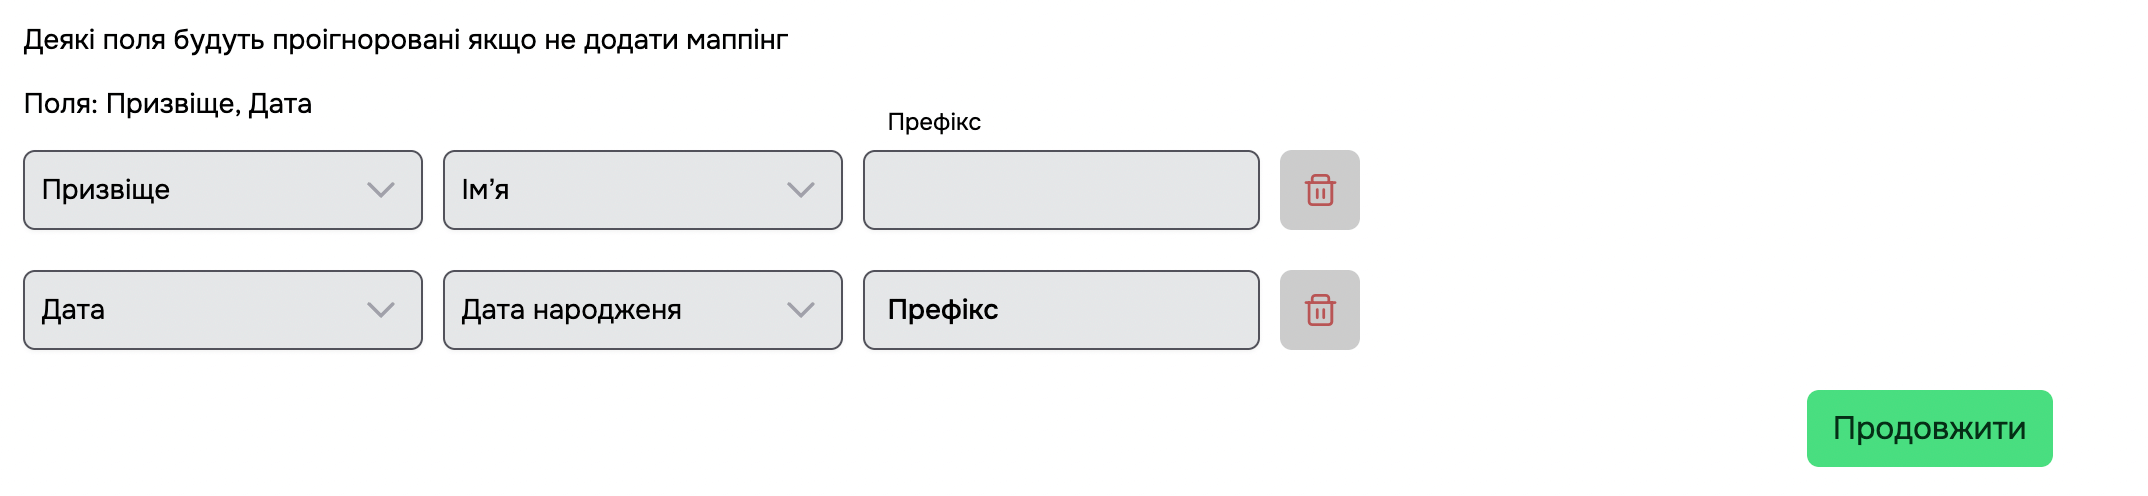 Деякі поля будуть проігноровані якщо не додати маппінг
Поля: Призвіще, Дата
Префікс
Призвіще
Ім’я
Дата
Дата народженя
Префікс
Продовжити